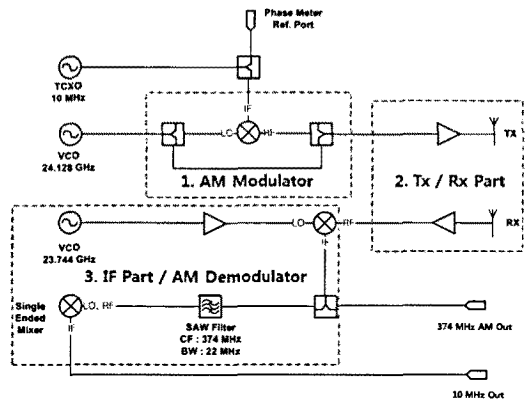 Phase Meter
Ref. Port
TCXO
10 MHz
IF
VCO
24.128 GHz
LO
RF
1. AM Modulator
TX
2. Tx / Rx Part
RX
VCO
23.744 GHz
LO
RF
IF
3. IF Part / AM Demodulator
Single
Ended
Mixer
LO, RF
IF
SAW Filter
CF : 374 MHz
BW : 22 MHz
374 MHz AM Out
10 MHz Out